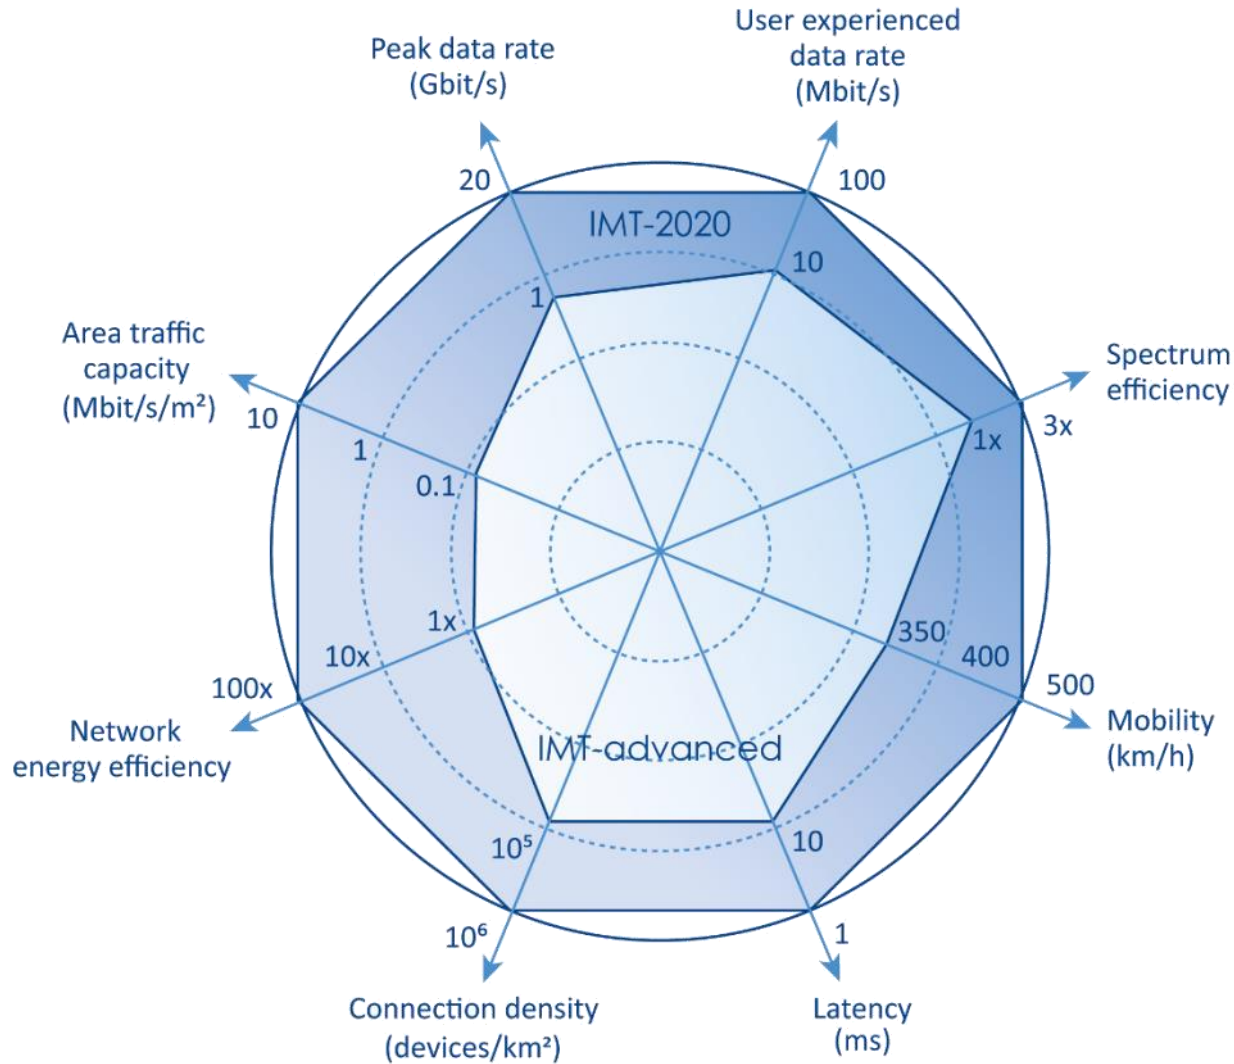 User experienced
data rate
(Mbit/s)
Peak data rate
(Gbit/s)
20
100
IMT-2020
10
1
Area traffic
capacity
(Mbit/s/m²)
Spectrum
efficiency
10
3x
1x
1
0.1
1x
350
10x
400
100x
500
Network
energy efficiency
Mobility
(km/h)
IMT-advanced
10⁵
10
10⁶
1
Connection density
(devices/km²)
Latency
(ms)